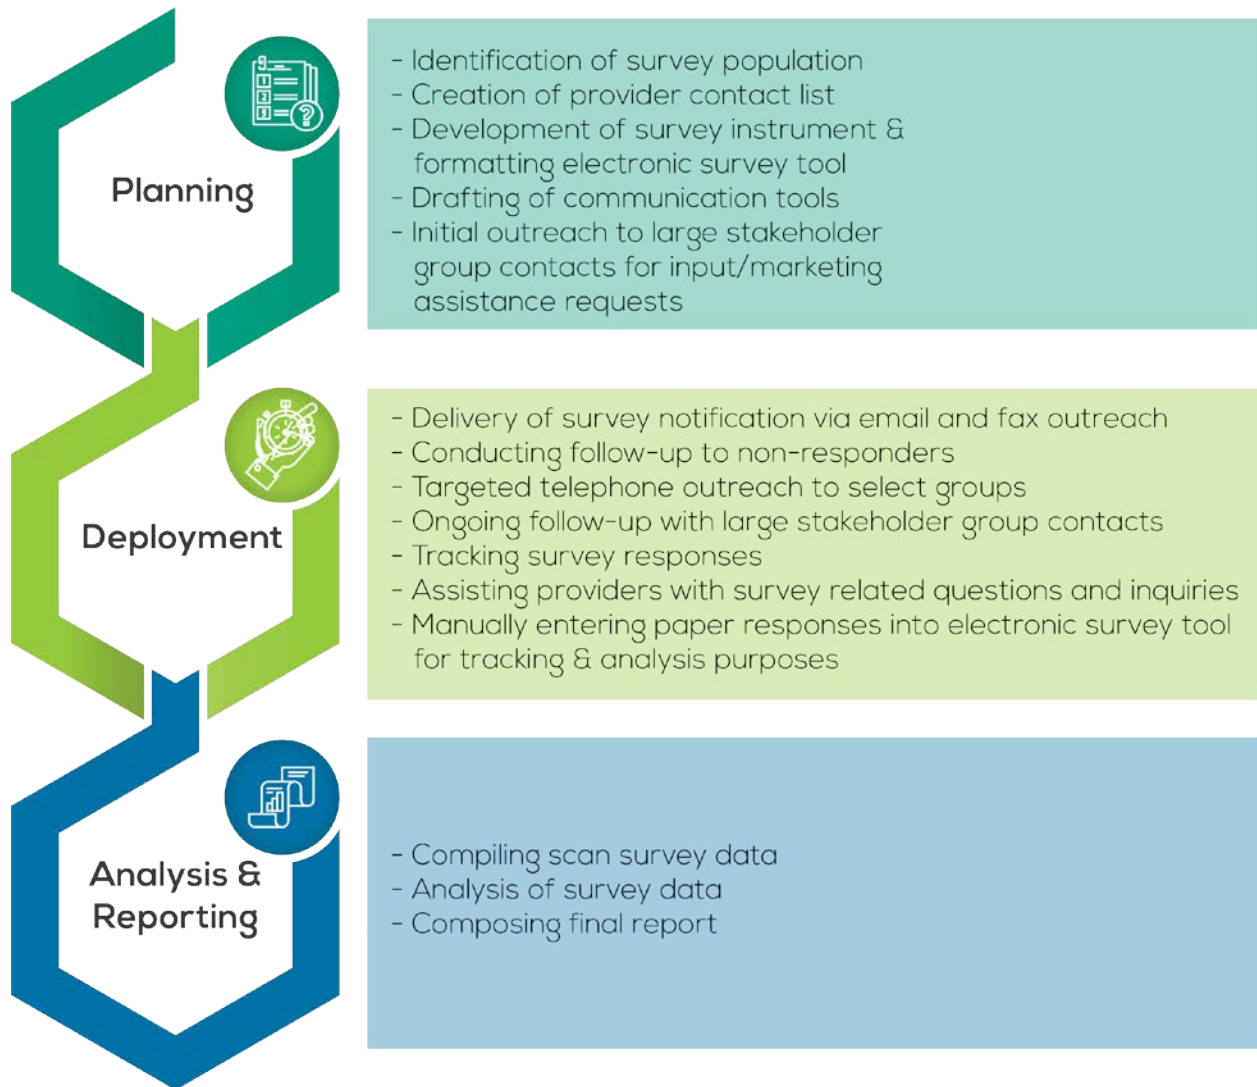 Planning
- Identification of survey population
- Creation of provider contact list
- Development of survey instrument &
formatting electronic survey tool
- Drafting of communication tools
- Initial outreach to large stakeholder
group contacts for input/marketing
assistance requests
Deployment
- Delivery of survey notification via email and fax outreach
- Conducting follow-up to non-responders
- Targeted telephone outreach to select groups
- Ongoing follow-up with large stakeholder group contacts
- Tracking survey responses
- Assisting providers with survey related questions and inquiries
- Manually entering paper responses into electronic survey tool
for tracking & analysis purposes
Analysis &
Reporting
- Compiling scan survey data
- Analysis of survey data
- Composing final report